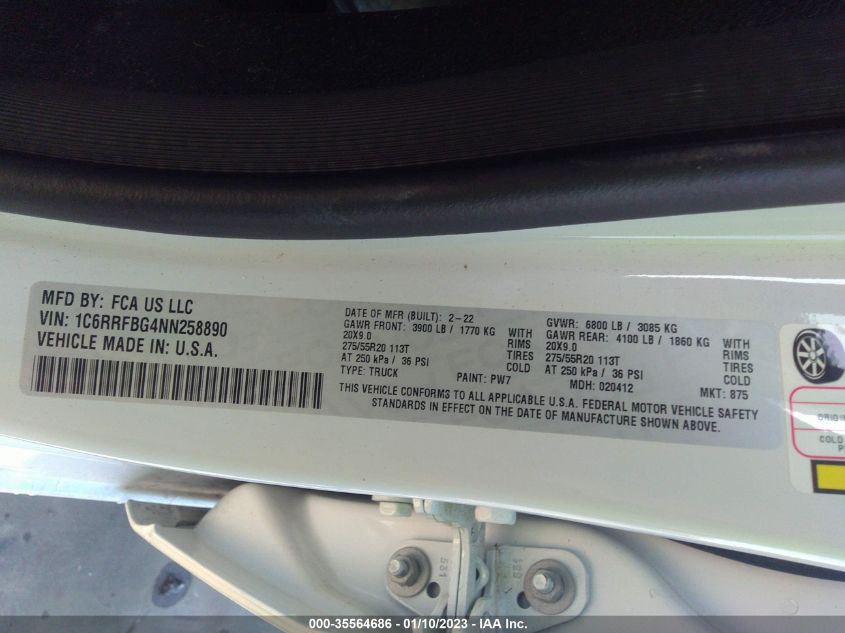 MFD BY: FCA US LLC
VIN: 1C6RRFBG4NN258890
VEHICLE MADE IN: U.S.A.
DATE OF MFR (BUILT): 2-22
GAWR FRONT: 3900 LB / 1770 KG WITH
20X9.0 RIMS
275/55R20 113T TIRES
AT 250 kPa / 36 PSI COLD
TYPE: TRUCK PAINT: PW7
GVWR: 6800 LB / 3085 KG
GAWR REAR: 4100 LB / 1860 KG WITH
20X9.0 RIMS
275/55R20 113T TIRES
AT 250 kPa / 36 PSI COLD
MDH: 020412 MKT: 875
THIS VEHICLE CONFORMS TO ALL APPLICABLE U.S.A. FEDERAL MOTOR VEHICLE SAFETY
STANDARDS IN EFFECT ON THE DATE OF MANUFACTURE SHOWN ABOVE.
COLD
531
000-35564686 - 01/10/2023 - IAA Inc.